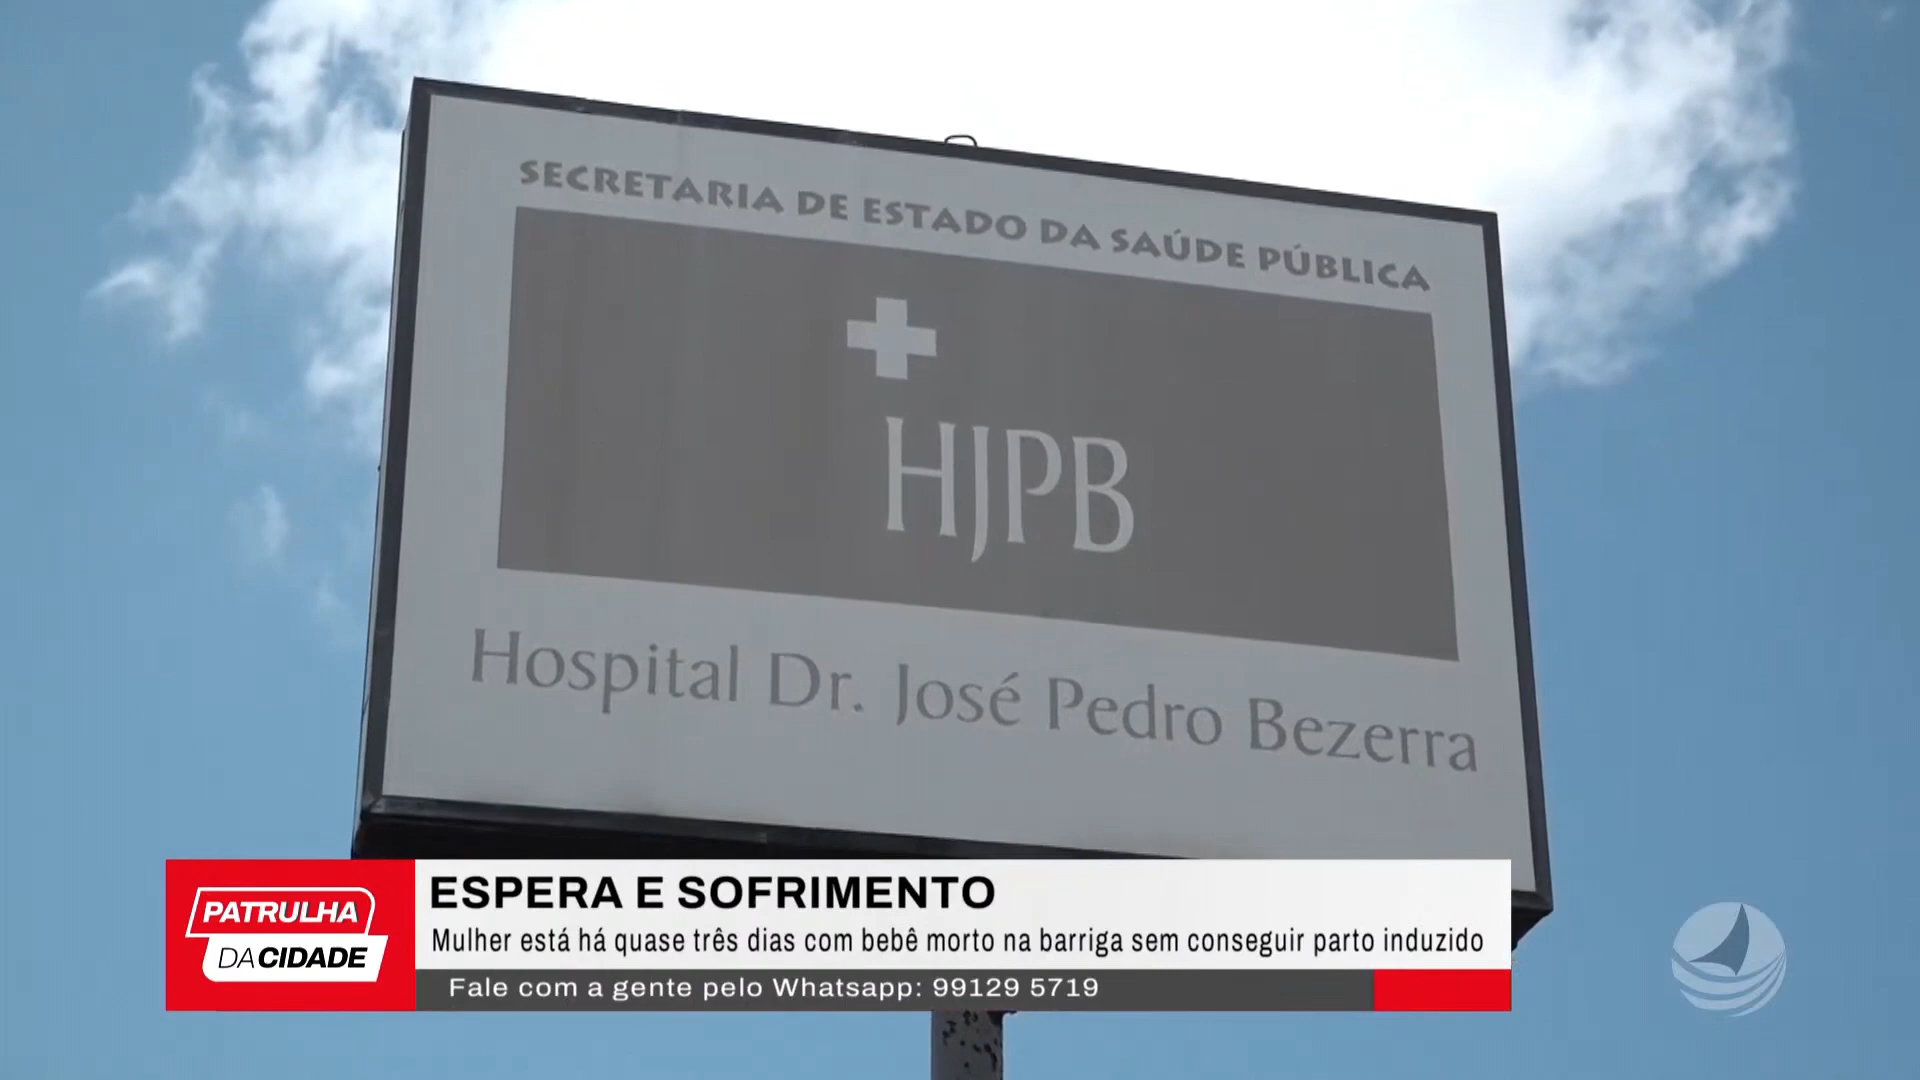 SECRETARIA DE ESTADO DA SAÚDE PÚBLICA
HJPB
Hospital Dr. José Pedro Bezerra
PATRULHA
DA CIDADE
ESPERA E SOFRIMENTO
Mulher está há quase três dias com bebê morto na barriga sem conseguir parto induzido
Fale com a gente pelo Whatsapp: 99129 5719